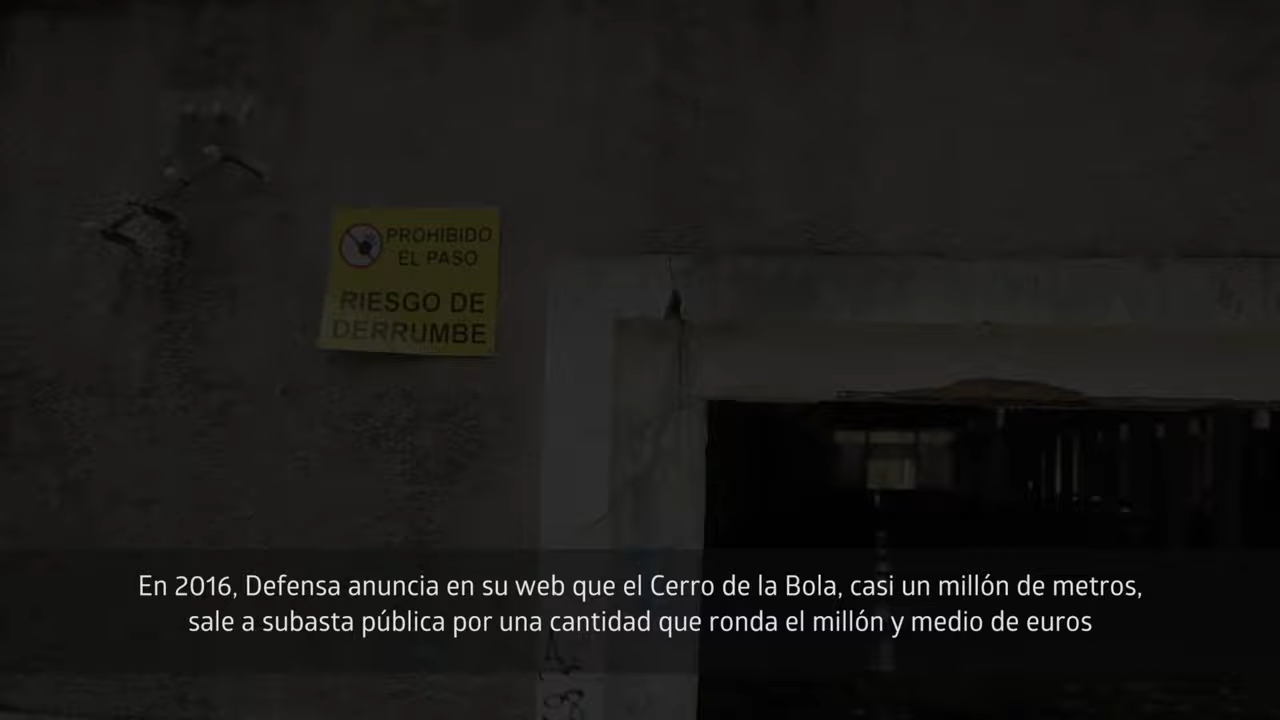 PROHIBIDO
EL PASO
RIESGO DE
DERRUMBE
En 2016, Defensa anuncia en su web que el Cerro de la Bola, casi un millón de metros,
sale a subasta pública por una cantidad que ronda el millón y medio de euros